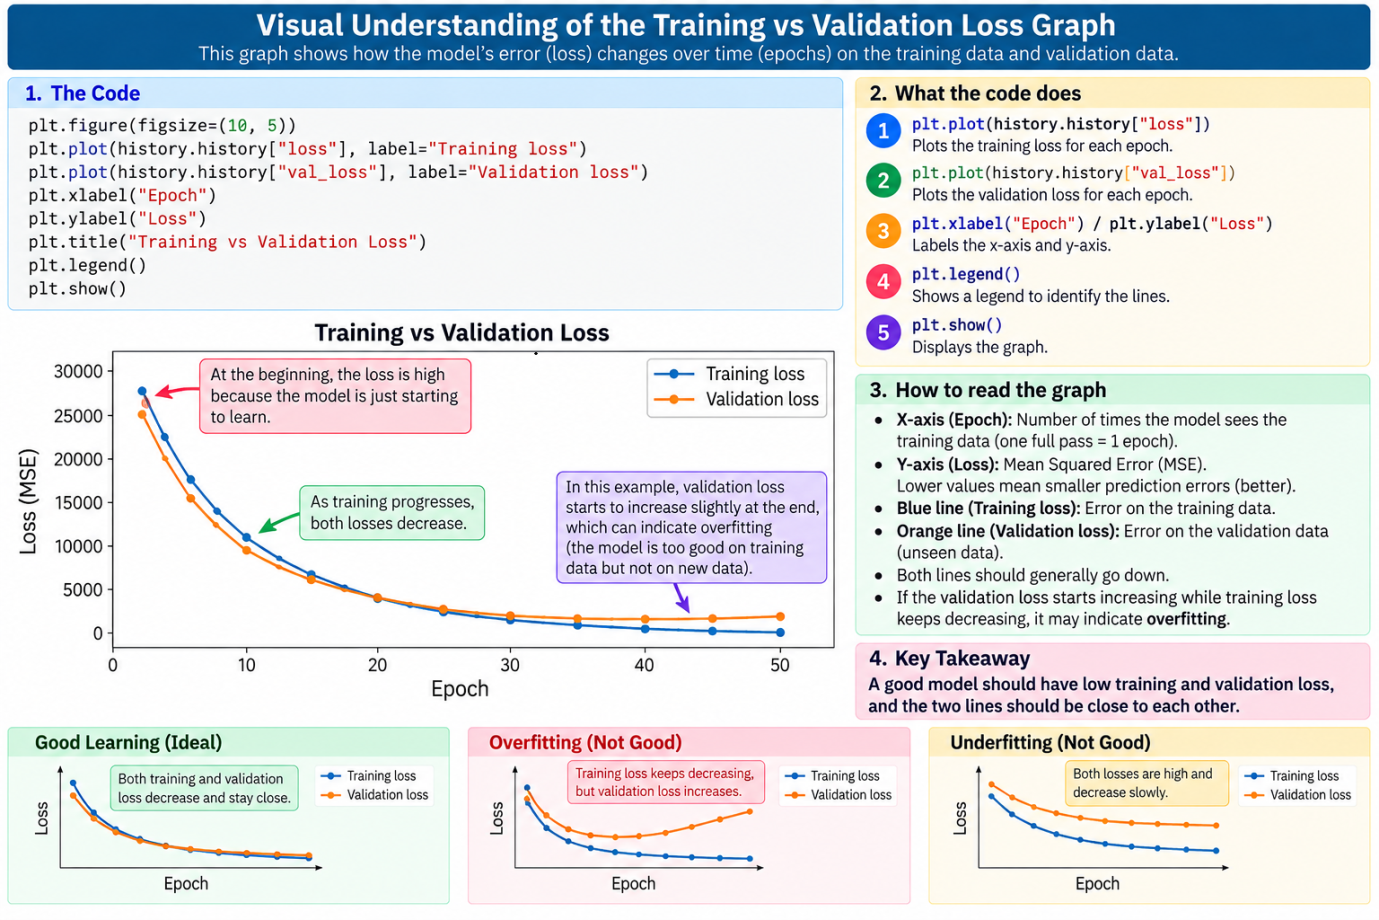 Visual Understanding of the Training vs Validation Loss Graph
This graph shows how the model's error (loss) changes over time (epochs) on the training data and validation data.
1. The Code
plt.figure(figsize=(10, 5))
plt.plot(history.history["loss"], label="Training loss")
plt.plot(history.history["val_loss"], label="Validation loss")
plt.xlabel("Epoch")
plt.ylabel("Loss")
plt.title("Training vs Validation Loss")
plt.legend()
plt.show()
2. What the code does
1
plt.plot(history.history["loss"])
Plots the training loss for each epoch.
2
plt.plot(history.history["val_loss"])
Plots the validation loss for each epoch.
3
plt.xlabel("Epoch") / plt.ylabel("Loss")
Labels the x-axis and y-axis.
4
plt.legend()
Shows a legend to identify the lines.
5
plt.show()
Displays the graph.
Training vs Validation Loss
Loss (MSE)
30000
25000
20000
15000
10000
5000
0
At the beginning, the loss is high
because the model is just starting
to learn.
Training loss
Validation loss
As training progresses,
both losses decrease.
In this example, validation loss
starts to increase slightly at the end,
which can indicate overfitting
(the model is too good on training
data but not on new data).
0
10
20
30
40
50
Epoch
3. How to read the graph
• X-axis (Epoch): Number of times the model sees the
training data (one full pass = 1 epoch).
• Y-axis (Loss): Mean Squared Error (MSE).
Lower values mean smaller prediction errors (better).
• Blue line (Training loss): Error on the training data.
• Orange line (Validation loss): Error on the validation data
(unseen data).
• Both lines should generally go down.
• If the validation loss starts increasing while training loss
keeps decreasing, it may indicate overfitting.
4. Key Takeaway
A good model should have low training and validation loss,
and the two lines should be close to each other.
Good Learning (Ideal)
Loss
Both training and validation
loss decrease and stay close.
Training loss
Validation loss
Epoch
Overfitting (Not Good)
Loss
Training loss keeps decreasing,
but validation loss increases.
Training loss
Validation loss
Epoch
Underfitting (Not Good)
Loss
Both losses are high and
decrease slowly.
Training loss
Validation loss
Epoch